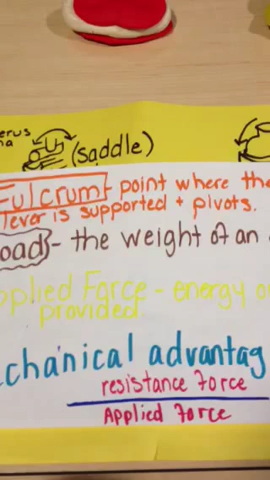 erus
na
(saddle)
Fulcrum - point where the
lever is supported + pivots.
oad - the weight of an
pplied Force - energy o
provided
chanical advantag
resistance force
Applied force